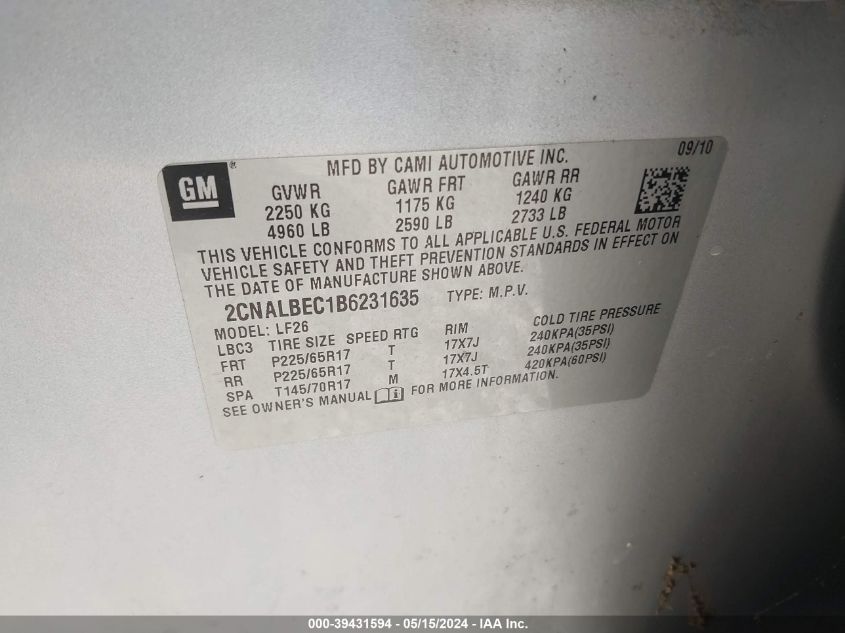 GM®
MFD BY CAMI AUTOMOTIVE INC. 09/10
GVWR GAWR FRT GAWR RR
2250 KG 1175 KG 1240 KG
4960 LB 2590 LB 2733 LB
THIS VEHICLE CONFORMS TO ALL APPLICABLE U.S. FEDERAL MOTOR
VEHICLE SAFETY AND THEFT PREVENTION STANDARDS IN EFFECT ON
THE DATE OF MANUFACTURE SHOWN ABOVE.
2CNALBEC1B6231635 TYPE: M.P.V.
MODEL: LF26
LBC3 TIRE SIZE SPEED RTG RIM COLD TIRE PRESSURE
FRT P225/65R17 T 17X7J 240KPA(35PSI)
RR P225/65R17 T 17X7J 240KPA(35PSI)
SPA T145/70R17 M 17X4.5T 420KPA(60PSI)
SEE OWNER'S MANUAL FOR MORE INFORMATION.
000-39431594 - 05/15/2024 - IAA Inc.